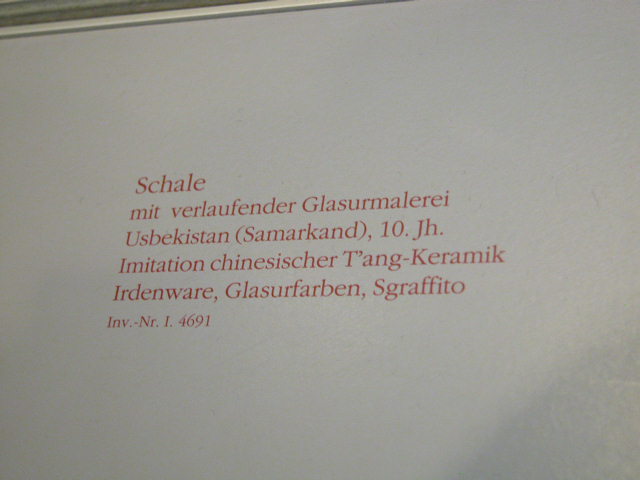 Schale
mit verlaufender Glasurmalerei
Usbekistan (Samarkand), 10. Jh.
Imitation chinesischer T'ang-Keramik
Irdenware, Glasurfarben, Sgraffito
Inv.-Nr. I. 4691